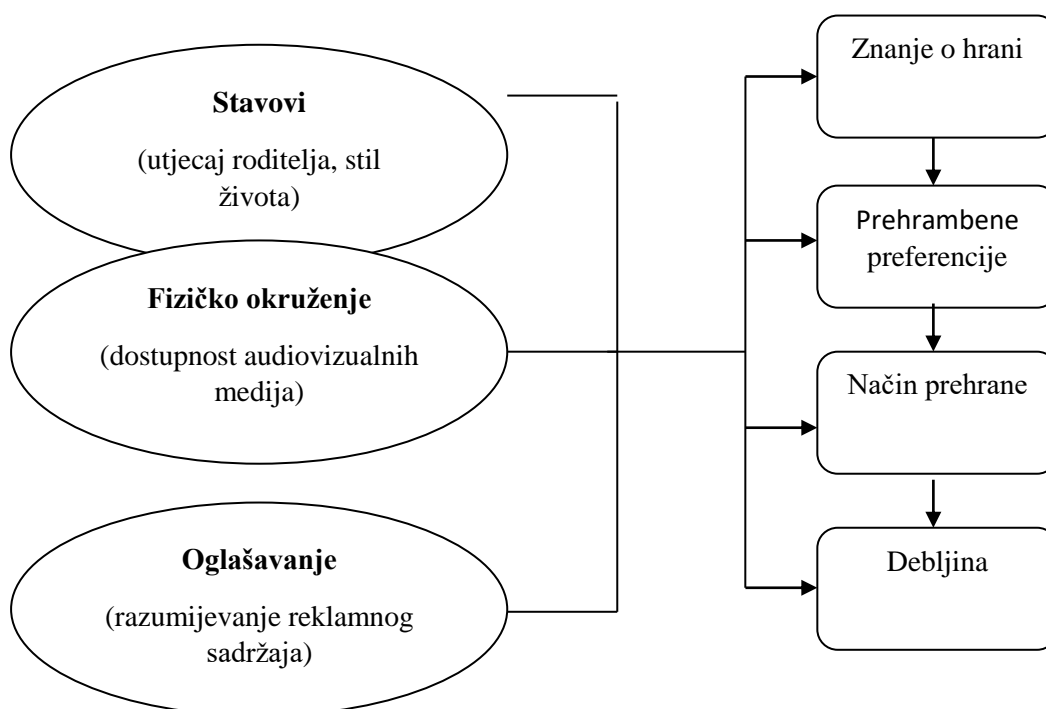 Stavovi
(utjecaj roditelja, stil
života)
Fizičko okruženje
(dostupnost audiovizualnih
medija)
Oglašavanje
(razumijevanje reklamnog
sadržaja)
Znanje o hrani
Prehrambene
preferencije
Način prehrane
Debljina